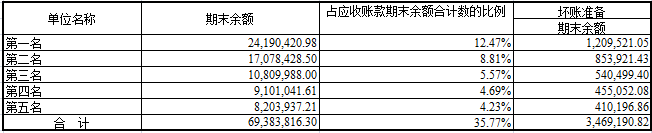 单位名称 期末余额 占应收账款期末余额合计数的比例 坏账准备
期末余额
第一名 24,190,420.98 12.47% 1,209,521.05
第二名 17,078,428.50 8.81% 853,921.43
第三名 10,809,988.00 5.57% 540,499.40
第四名 9,101,041.61 4.69% 455,052.08
第五名 8,203,937.21 4.23% 410,196.86
合 计 69,383,816.30 35.77% 3,469,190.82